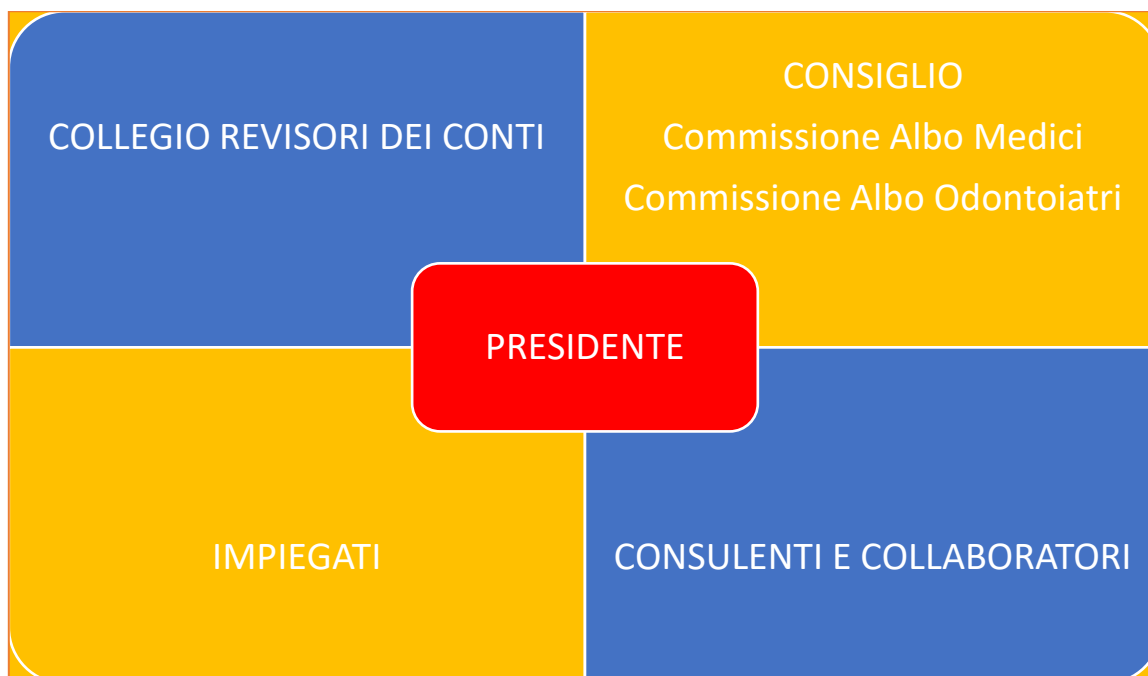 COLLEGIO REVISORI DEI CONTI
CONSIGLIO
Commissione Albo Medici
Commissione Albo Odontoiatri
PRESIDENTE
IMPIEGATI
CONSULENTI E COLLABORATORI